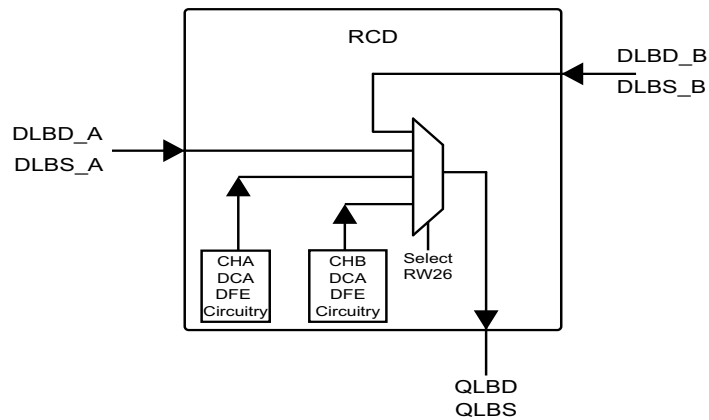 RCD
DLBD_B
DLBS_B
DLBD_A
DLBS_A
CHA
DCA
DFE
Circuitry
CHB
DCA
DFE
Circuitry
Select
RW26
QLBD
QLBS